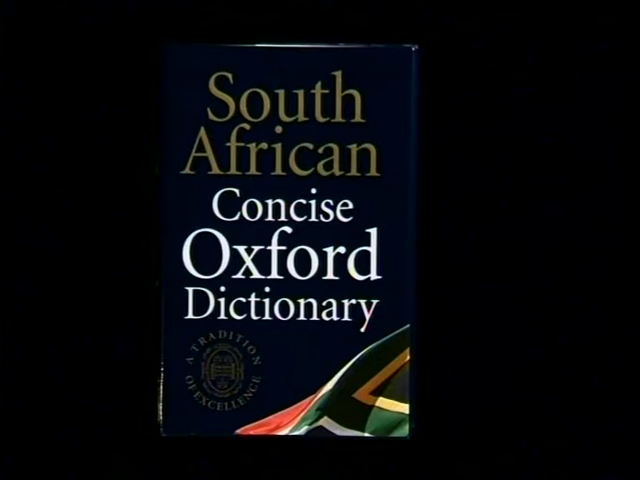 South
African
Concise
Oxford
Dictionary
A TRADITION
OF EXCELLENCE